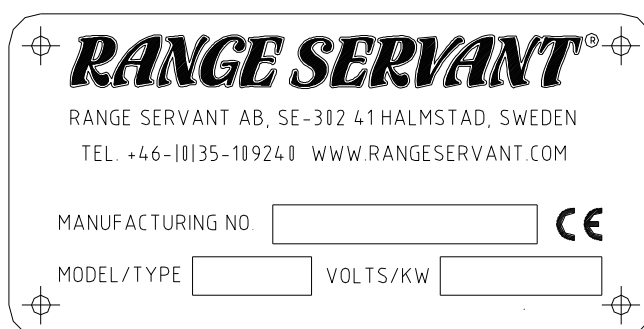 RANGE SERVANT®
RANGE SERVANT AB, SE-302 41 HALMSTAD, SWEDEN
TEL. +46-|0|35-109240 WWW.RANGESERVANT.COM
MANUFACTURING NO. CE
MODEL/TYPE VOLTS/KW